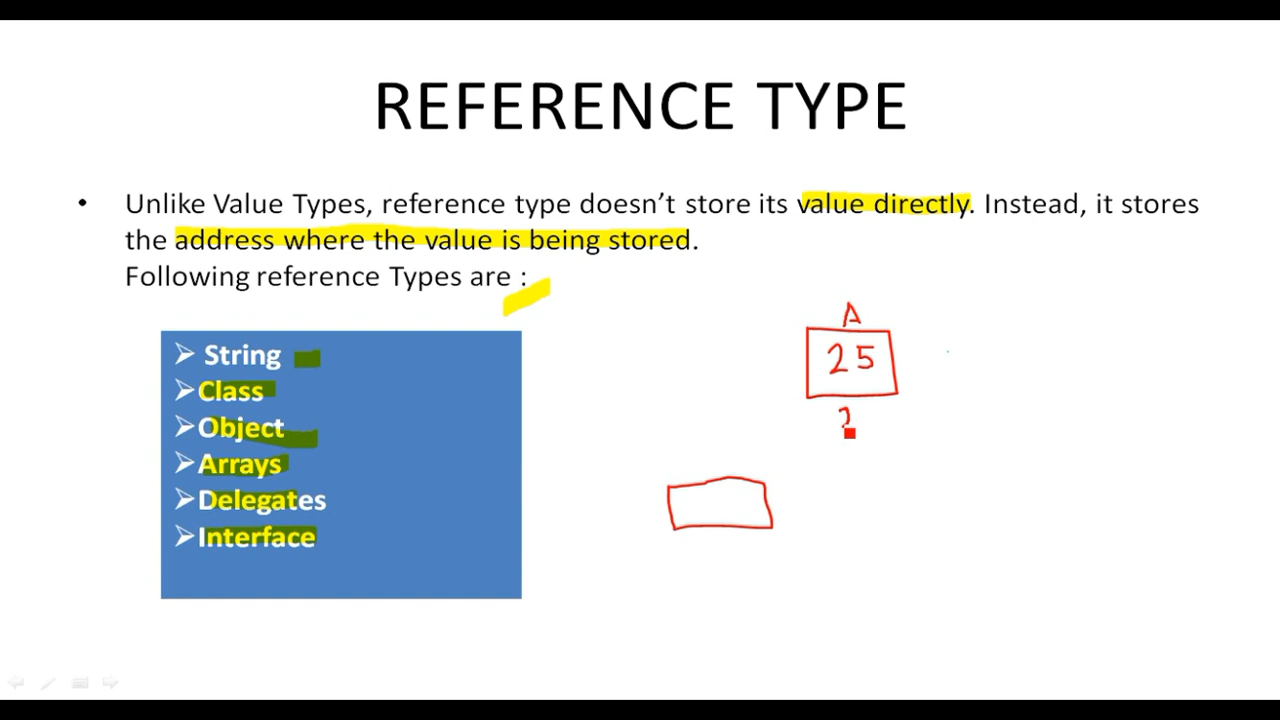 REFERENCE TYPE
• Unlike Value Types, reference type doesn’t store its value directly. Instead, it stores
the address where the value is being stored.
Following reference Types are :
➢ String
➢Class
➢Object
➢Arrays
➢Delegates
➢Interface
A
25